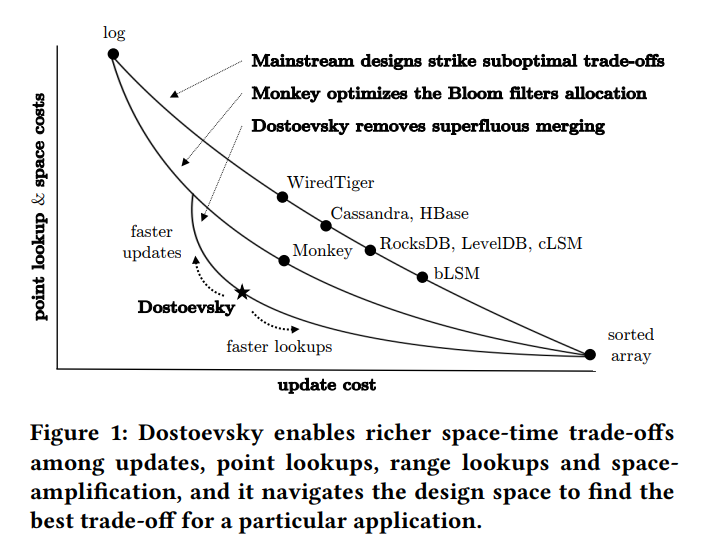 log
Mainstream designs strike suboptimal trade-offs
Monkey optimizes the Bloom filters allocation
Dostoevsky removes superfluous merging
point lookup & space costs
WiredTiger
Cassandra, HBase
RocksDB, LevelDB, cLSM
bLSM
faster
updates
Monkey
Dostoevsky
faster lookups
sorted
array
update cost
Figure 1: Dostoevsky enables richer space-time trade-offs
among updates, point lookups, range lookups and space-
amplification, and it navigates the design space to find the
best trade-off for a particular application.